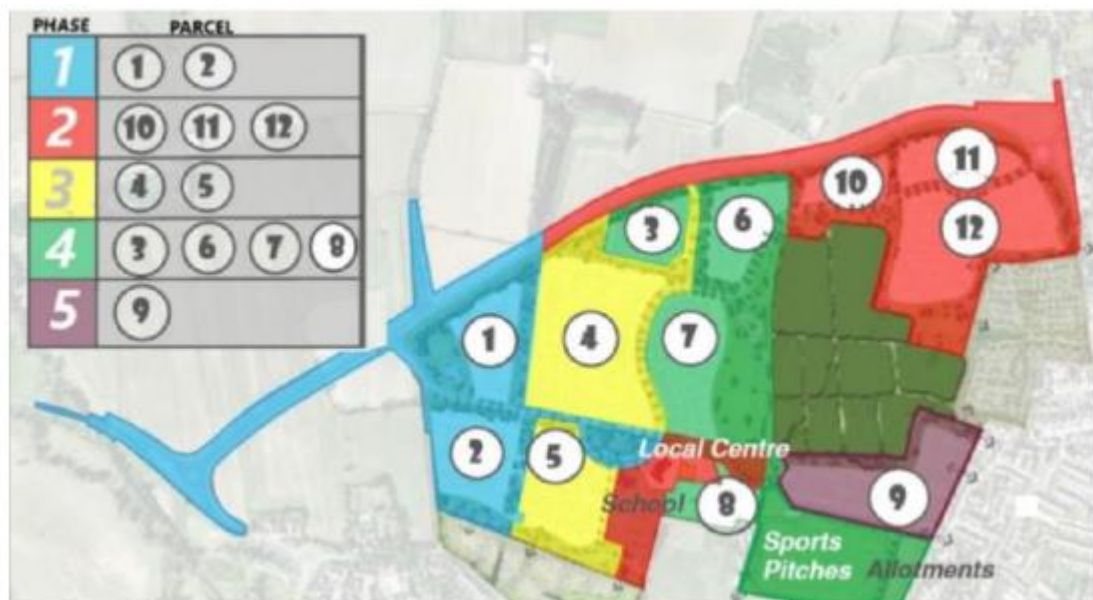 PHASE PARCEL
1 1 2
2 10 11 12
3 4 5
4 3 6 7 8
5 9
11
10
12
6
3
1
4
7
2
5
Local Centre
School
8
9
Sports
Pitches
Allotments